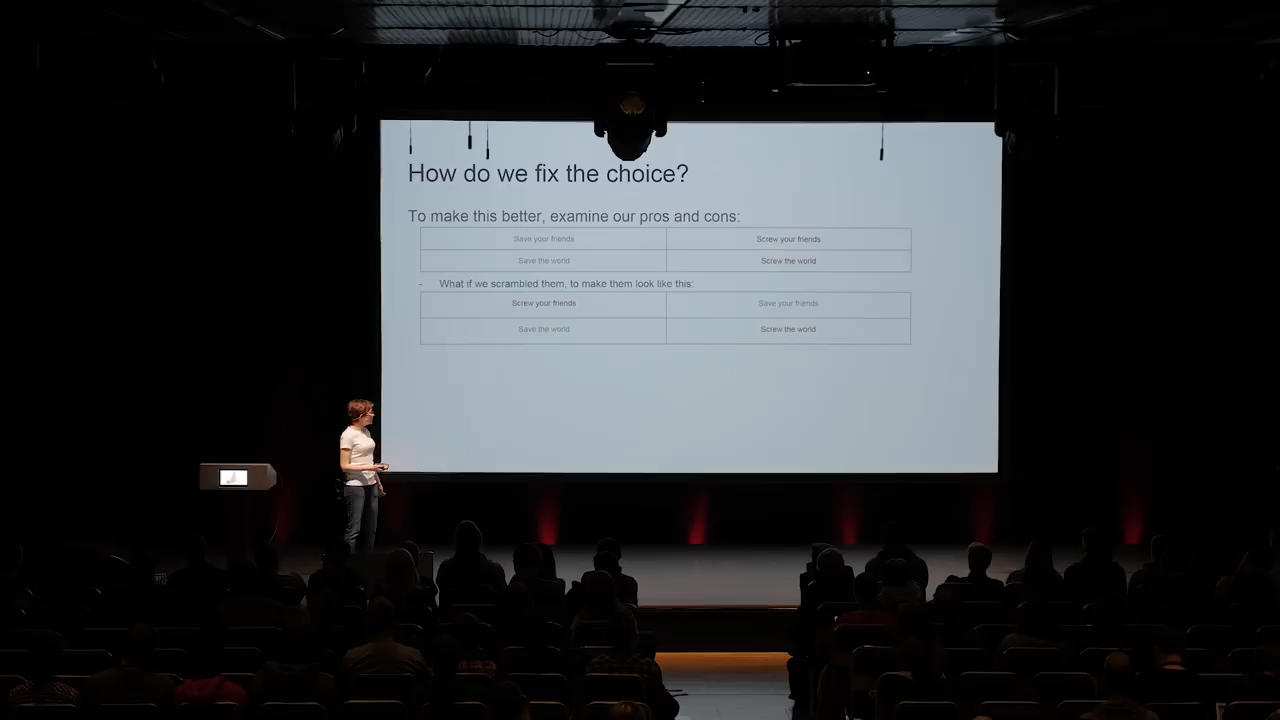 How do we fix the choice?
To make this better, examine our pros and cons:
Save your friends Screw your friends
Save the world Screw the world
- What if we scrambled them, to make them look like this:
Screw your friends Save your friends
Save the world Screw the world